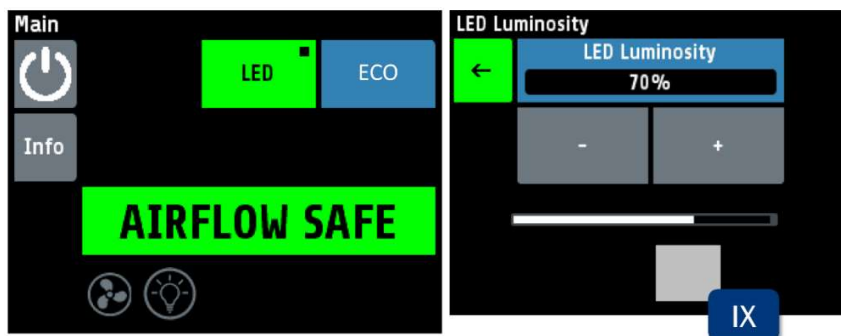 Main
LED
ECO
Info
AIRFLOW SAFE
LED Luminosity
←
LED Luminosity
70%
- +
IX